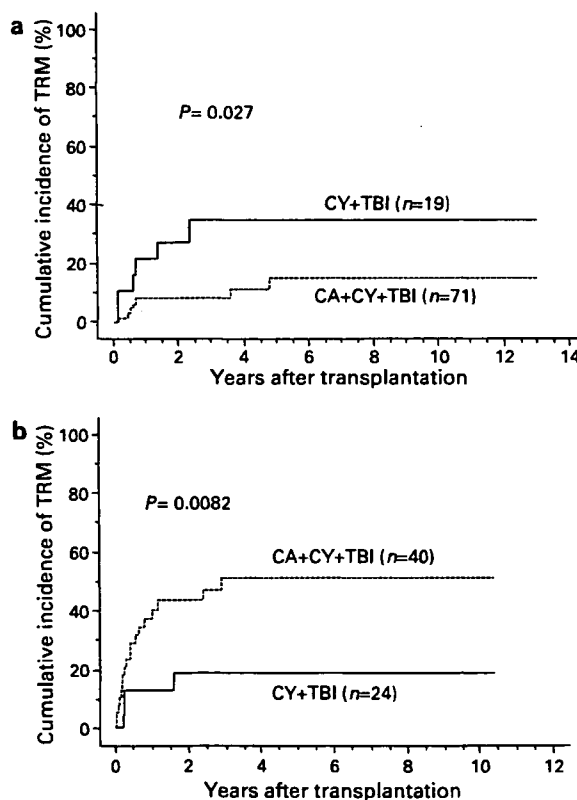 a
Cumulative incidence of TRM (%)
100
80
60
40
20
0
P= 0.027
CY+TBI (n=19)
CA+CY+TBI (n=71)
0 2 4 6 8 10 12 14
Years after transplantation
b
Cumulative incidence of TRM (%)
100
80
60
40
20
0
P= 0.0082
CA+CY+TBI (n=40)
CY+TBI (n=24)
0 2 4 6 8 10 12
Years after transplantation